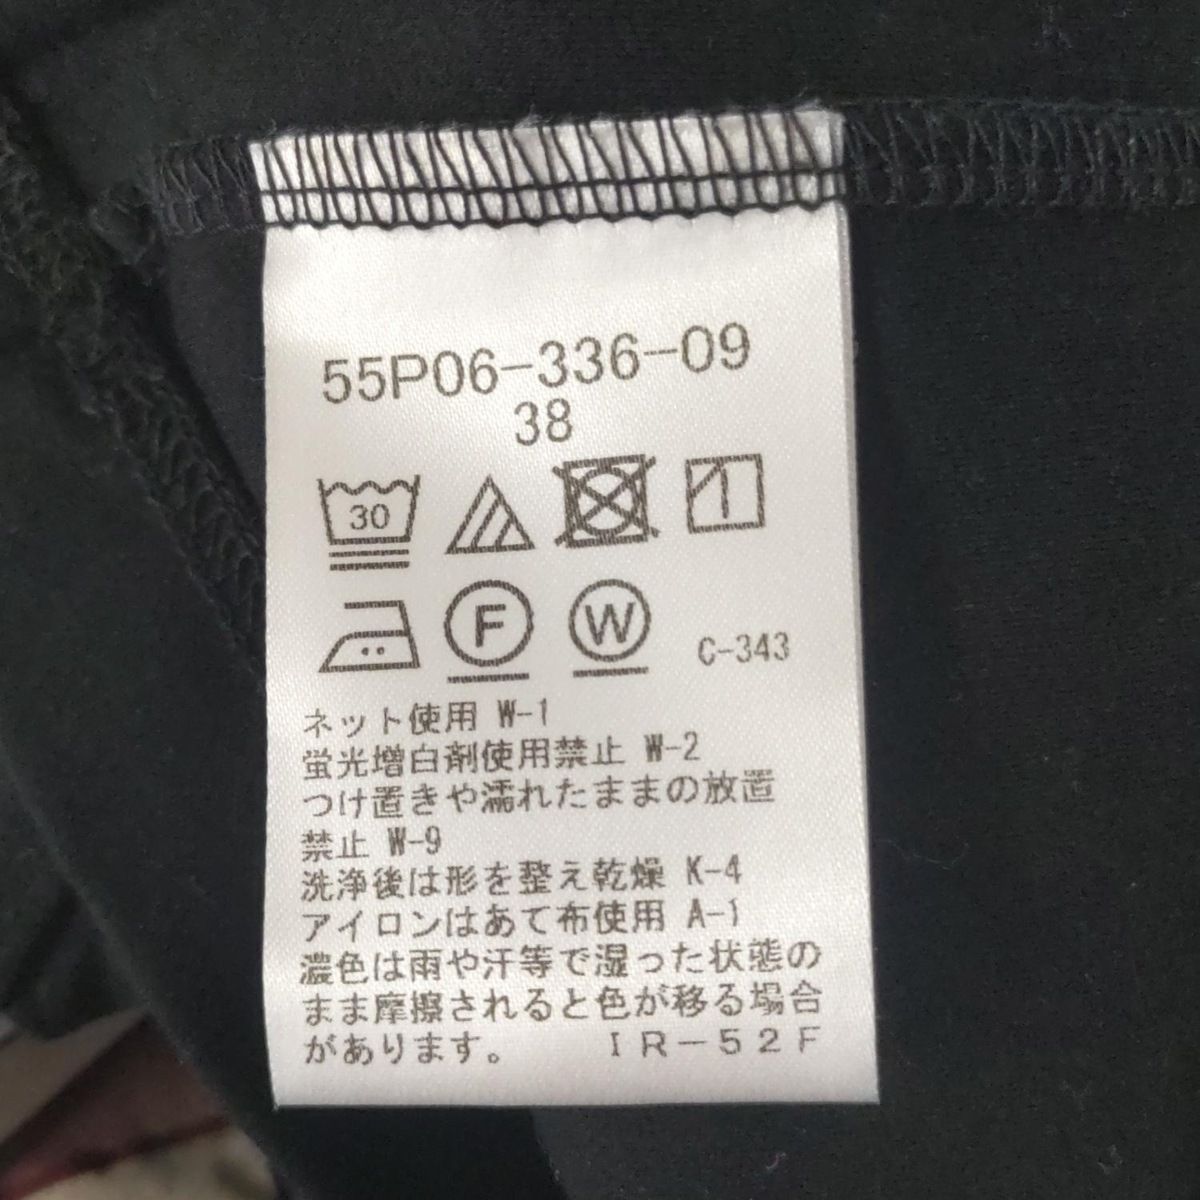 55P06-336-09
38
30
F W C-343
ネット使用 W-1
蛍光増白剤使用禁止 W-2
つけ置きや濡れたままの放置
禁止 W-9
洗浄後は形を整え乾燥 K-4
アイロンはあて布使用 A-1
濃色は雨や汗等で湿った状態の
まま摩擦されると色が移る場合
があります。 IR-52F